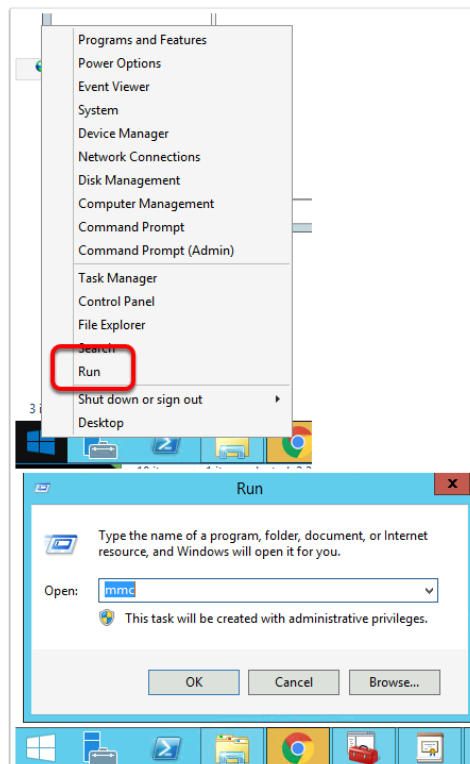 Programs and Features
Power Options
Event Viewer
System
Device Manager
Network Connections
Disk Management
Computer Management
Command Prompt
Command Prompt (Admin)
Task Manager
Control Panel
File Explorer
Search
Run
Shut down or sign out
Desktop
Run
x
Type the name of a program, folder, document, or Internet
resource, and Windows will open it for you.
Open:
mmc
This task will be created with administrative privileges.
OK
Cancel
Browse...